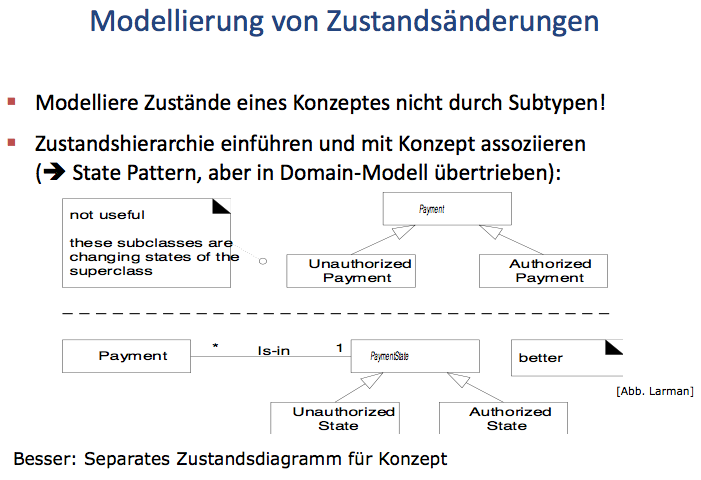 Modellierung von Zustandsänderungen
▪ Modelliere Zustände eines Konzeptes nicht durch Subtypen!
▪ Zustandshierarchie einführen und mit Konzept assoziieren
(➔ State Pattern, aber in Domain-Modell übertrieben):
not useful
these subclasses are
changing states of the
superclass
Payment
Unauthorized
Payment
Authorized
Payment
Payment
* Is-in 1
PaymentState
better
[Abb. Larman]
Unauthorized
State
Authorized
State
Besser: Separates Zustandsdiagramm für Konzept